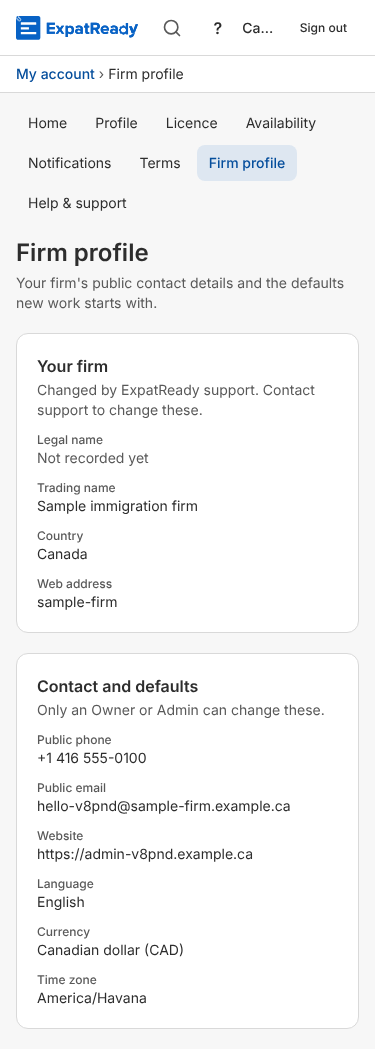 ExpatReady ? Ca... Sign out
My account › Firm profile
Home Profile Licence Availability
Notifications Terms Firm profile
Help & support
Firm profile
Your firm's public contact details and the defaults
new work starts with.
Your firm
Changed by ExpatReady support. Contact
support to change these.
Legal name
Not recorded yet
Trading name
Sample immigration firm
Country
Canada
Web address
sample-firm
Contact and defaults
Only an Owner or Admin can change these.
Public phone
+1 416 555-0100
Public email
hello-v8pnd@sample-firm.example.ca
Website
https://admin-v8pnd.example.ca
Language
English
Currency
Canadian dollar (CAD)
Time zone
America/Havana